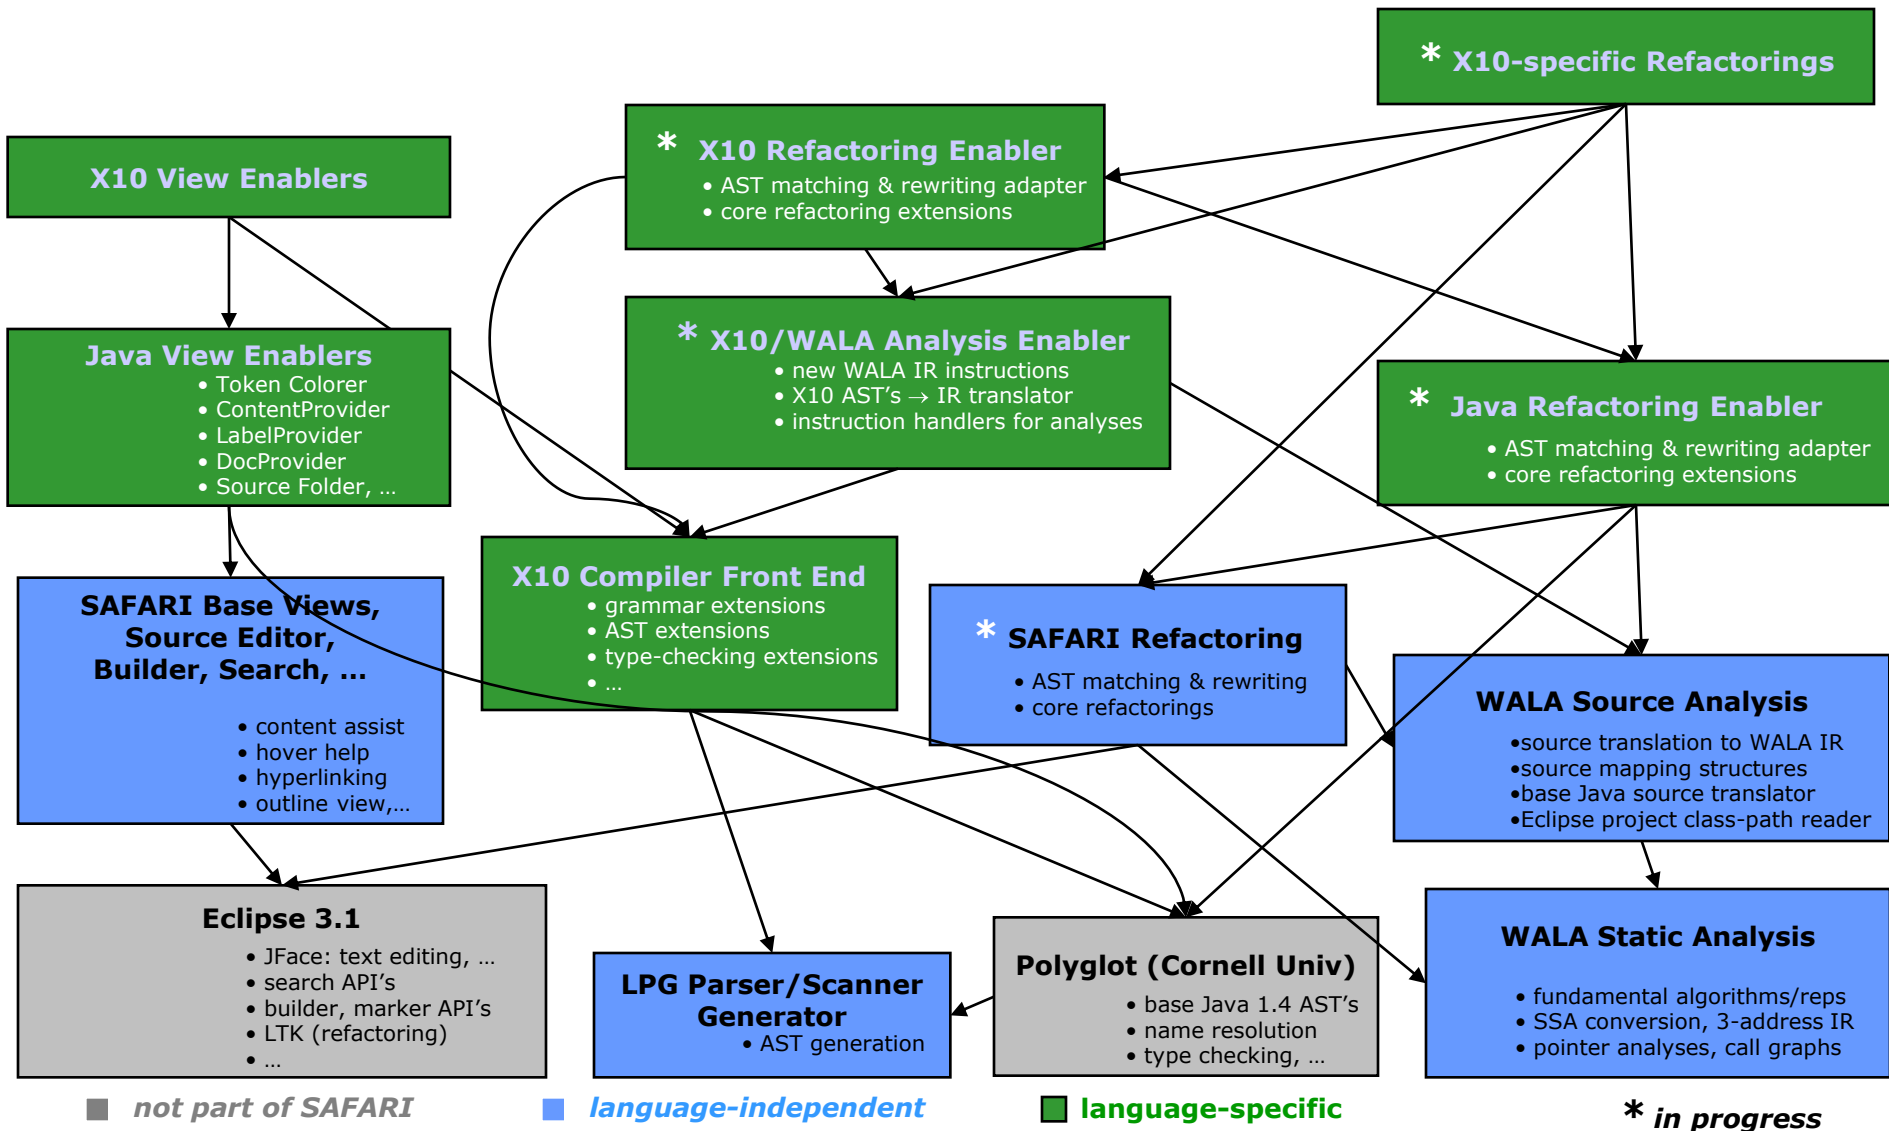 * X10-specific Refactorings
* X10 Refactoring Enabler
• AST matching & rewriting adapter
• core refactoring extensions
X10 View Enablers
* X10/WALA Analysis Enabler
• new WALA IR instructions
• X10 AST's → IR translator
• instruction handlers for analyses
Java View Enablers
• Token Colorer
• ContentProvider
• LabelProvider
• DocProvider
• Source Folder, …
* Java Refactoring Enabler
• AST matching & rewriting adapter
• core refactoring extensions
SAFARI Base Views,
Source Editor,
Builder, Search, …
• content assist
• hover help
• hyperlinking
• outline view,…
X10 Compiler Front End
• grammar extensions
• AST extensions
• type-checking extensions
• …
* SAFARI Refactoring
• AST matching & rewriting
• core refactorings
WALA Source Analysis
•source translation to WALA IR
•source mapping structures
•base Java source translator
•Eclipse project class-path reader
Eclipse 3.1
• JFace: text editing, …
• search API's
• builder, marker API's
• LTK (refactoring)
• …
LPG Parser/Scanner
Generator
• AST generation
Polyglot (Cornell Univ)
• base Java 1.4 AST's
• name resolution
• type checking, …
WALA Static Analysis
• fundamental algorithms/reps
• SSA conversion, 3-address IR
• pointer analyses, call graphs
not part of SAFARI
language-independent
language-specific
* in progress